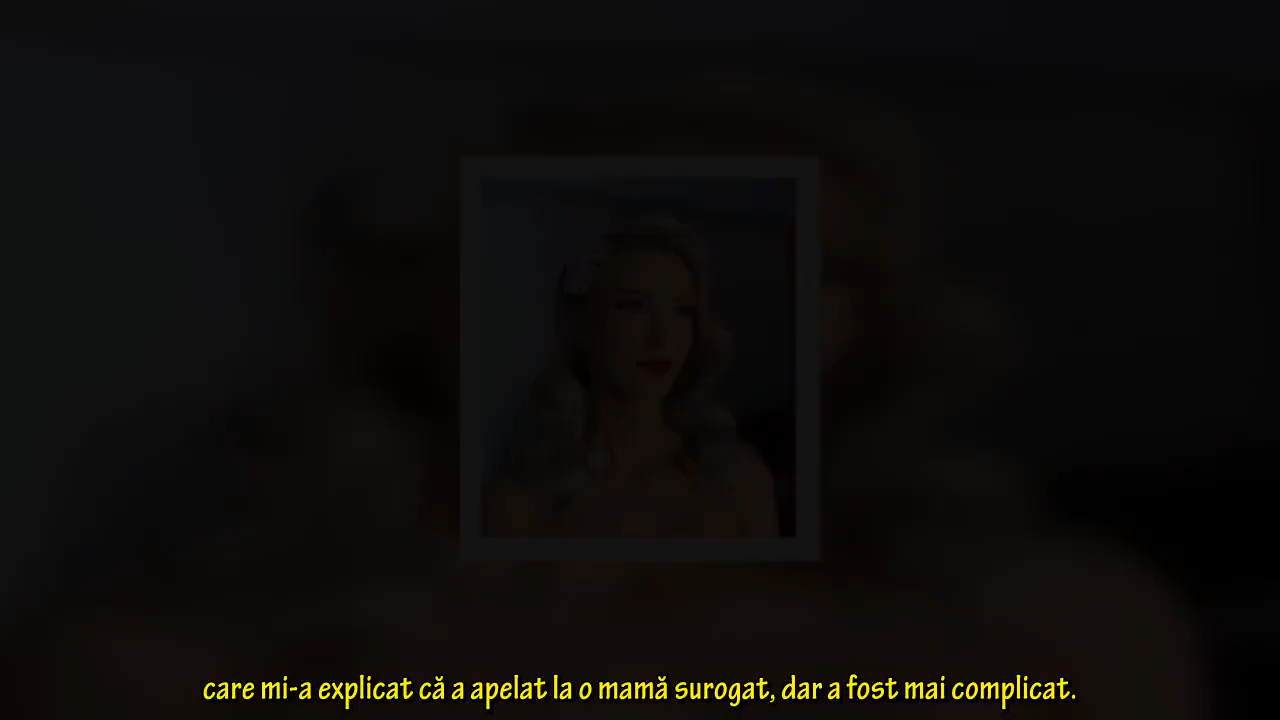 care mi-a explicat că a apelat la o mamă surogat, dar a fost mai complicat.